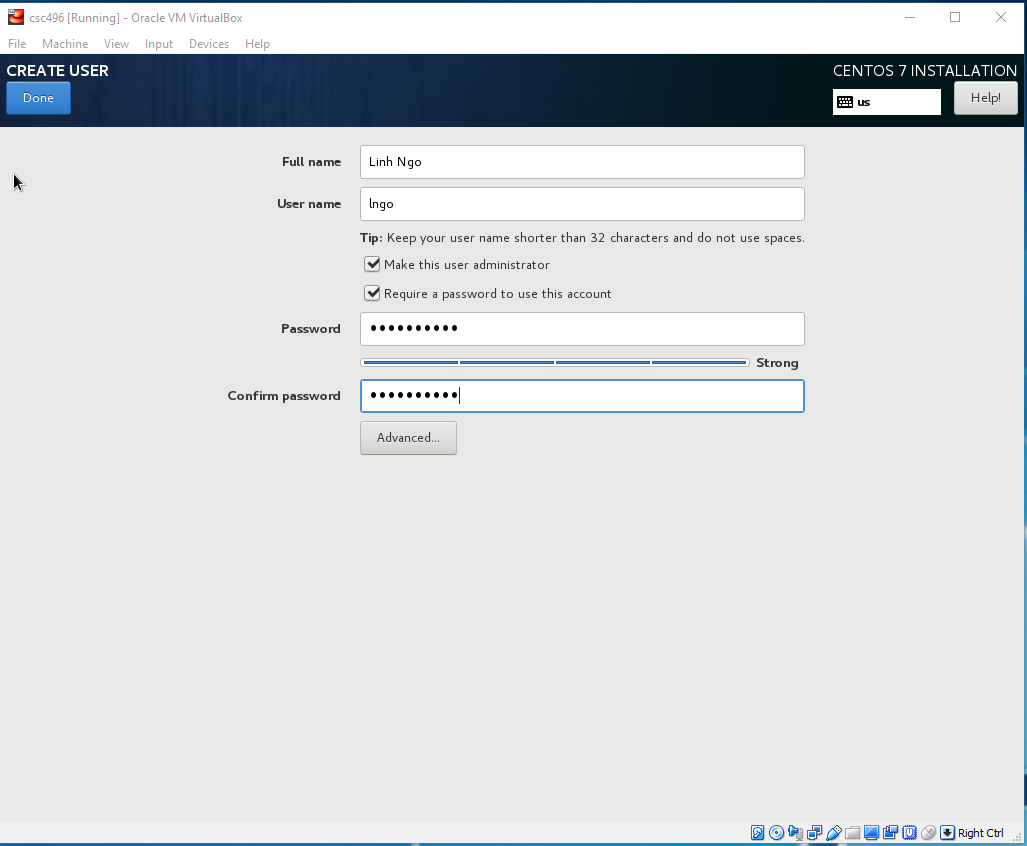 csc496 [Running] - Oracle VM VirtualBox
File Machine View Input Devices Help
CREATE USER
CENTOS 7 INSTALLATION
Done
us
Help!
Full name
Linh Ngo
User name
lngo
Tip: Keep your user name shorter than 32 characters and do not use spaces.
Make this user administrator
Require a password to use this account
Password
●●●●●●●●●●
Strong
Confirm password
●●●●●●●●●●
Advanced...
Right Ctrl